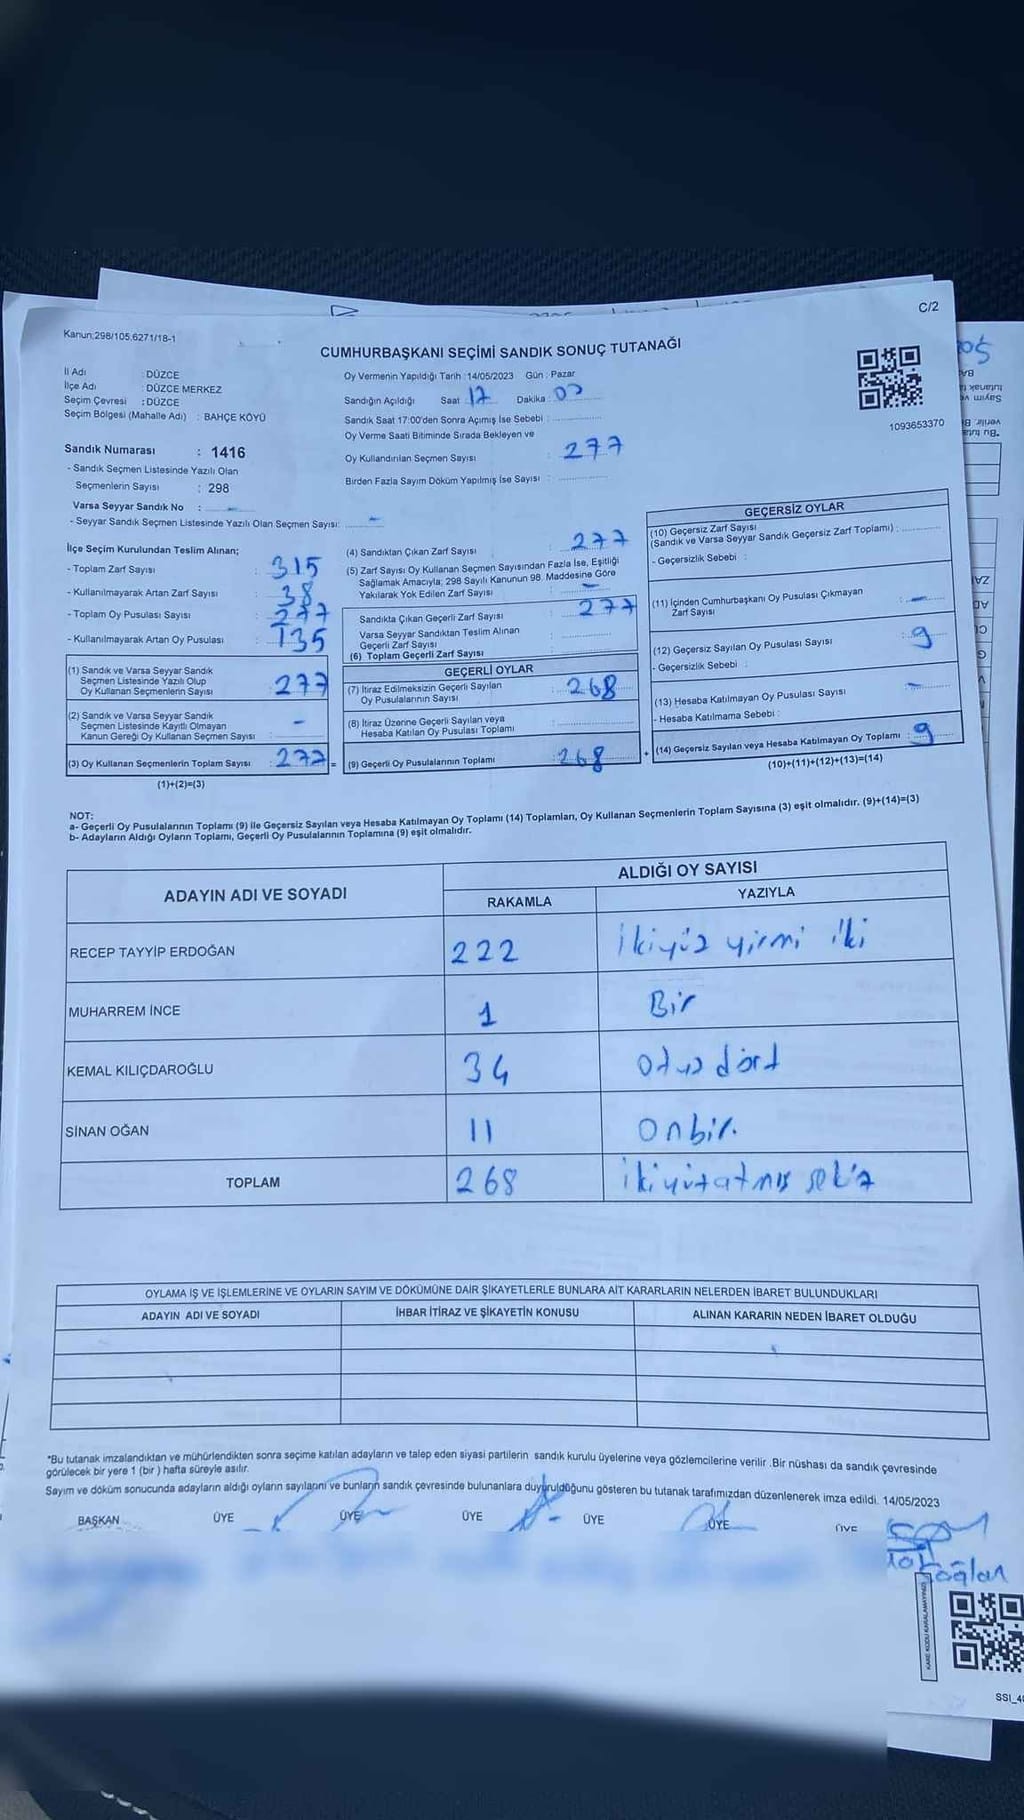 C/2
Kanun:298/105.6271/18-1
CUMHURBAŞKANI SEÇİMİ SANDIK SONUÇ TUTANAĞI
İl Adı : DÜZCE
İlçe Adı : DÜZCE MERKEZ
Seçim Çevresi : DÜZCE
Seçim Bölgesi (Mahalle Adı) : BAHÇE KÖYÜ
Oy Vermenin Yapıldığı Tarih :14/05/2023 Gün : Pazar
Sandığın Açıldığı Saat : 17 Dakika :
Sandık Saat 17:00'den Sonra Açımış İse Sebebi :
Oy Verme Saati Bitiminde Sırada Bekleyen ve
Oy Kullandırılan Seçmen Sayısı : 277
Birden Fazla Sayım Döküm Yapılmış İse Sayısı :
1093653370
Sandık Numarası : 1416
- Sandık Seçmen Listesinde Yazılı Olan
Seçmenlerin Sayısı : 298
Varsa Seyyar Sandık No : -
- Seyyar Sandık Seçmen Listesinde Yazılı Olan Seçmen Sayısı: -
İlçe Seçim Kurulundan Teslim Alınan;
- Toplam Zarf Sayısı : 315
- Kullanılmayarak Artan Zarf Sayısı : 38
- Toplam Oy Pusulası Sayısı :
- Kullanılmayarak Artan Oy Pusulası : 135
(1) Sandık ve Varsa Seyyar Sandık
Seçmen Listesinde Yazılı Olup
Oy Kullanan Seçmenlerin Sayısı : 277
(2) Sandık ve Varsa Seyyar Sandık
Seçmen Listesinde Kayıtlı Olmayan
Kanun Gereği Oy Kullanan Seçmen Sayısı : -
(3) Oy Kullanan Seçmenlerin Toplam Sayısı : 277 =
(1)+(2)=(3)
(4) Sandıktan Çıkan Zarf Sayısı : 277
(5) Zarf Sayısı Oy Kullanan Seçmen Sayısından Fazla İse, Eşitliği
Sağlamak Amacıyla; 298 Sayılı Kanunun 98. Maddesine Göre
Yakılarak Yok Edilen Zarf Sayısı : -
Sandıkta Çıkan Geçerli Zarf Sayısı : 277
Varsa Seyyar Sandıktan Teslim Alınan
Geçerli Zarf Sayısı :
(6) Toplam Geçerli Zarf Sayısı
GEÇERLİ OYLAR
(7) İtiraz Edilmeksizin Geçerli Sayılan
Oy Pusulasının Sayısı : 268
(8) İtiraz Üzerine Geçerli Sayılan veya
Hesaba Katılan Oy Pusulası Toplamı :
(9) Geçerli Oy Pusulalarının Toplamı : 268 +
GEÇERSİZ OYLAR
(10) Geçersiz Zarf Sayısı
(Sandık ve Varsa Seyyar Sandık Geçersiz Zarf Toplamı) :
- Geçersizlik Sebebi :
(11) İçinden Cumhurbaşkanı Oy Pusulası Çıkmayan
Zarf Sayısı : -
(12) Geçersiz Sayılan Oy Pusulası Sayısı : 9
- Geçersizlik Sebebi :
(13) Hesaba Katılmayan Oy Pusulası Sayısı : -
- Hesaba Katılmama Sebebi :
(14) Geçersiz Sayılan veya Hesaba Katılmayan Oy Toplamı : 9
(10)+(11)+(12)+(13)=(14)
NOT:
a- Geçerli Oy Pusulalarının Toplamı (9) ile Geçersiz Sayılan veya Hesaba Katılmayan Oy Toplamı (14) Toplamları, Oy Kullanan Seçmenlerin Toplam Sayısına (3) eşit olmalıdır. (9)+(14)=(3)
b- Adayların Aldığı Oyların Toplamı, Geçerli Oy Pusulalarının Toplamına (9) eşit olmalıdır.
ADAYIN ADI VE SOYADI ALDIĞI OY SAYISI
RAKAMLA YAZIYLA
RECEP TAYYİP ERDOĞAN 222 İkiyüz yirmi iki
MUHARREM İNCE 1 Bir
KEMAL KILIÇDAROĞLU 34 otuz dört
SİNAN OĞAN 11 onbir.
TOPLAM 268 ikiyüzatmış sekiz
OYLAMA İŞ VE İŞLEMLERİNE VE OYLARIN SAYIM VE DÖKÜMÜNE DAİR ŞİKAYETLERLE BUNLARA AİT KARARLARIN NELERDEN İBARET BULUNDUKLARI
ADAYIN ADI VE SOYADI İHBAR İTİRAZ VE ŞİKAYETİN KONUSU ALINAN KARARIN NEDEN İBARET OLDUĞU
*Bu tutanak imzalandıktan ve mühürlendikten sonra seçime katılan adayların ve talep eden siyasi partilerin sandık kurulu üyelerine veya gözlemcilerine verilir .Bir nüshası da sandık çevresinde
görülecek bir yere 1 (bir ) hafta süreyle asılır.
Sayım ve döküm sonucunda adayların aldığı oyların sayılarını ve bunların sandık çevresinde bulunanlara duyurulduğunu gösteren bu tutanak tarafımızdan düzenlenerek imza edildi. 14/05/2023
BAŞKAN ÜYE ÜYE ÜYE ÜYE ÜYE ÜYE
KARE KODU KARALAMAYINIZ